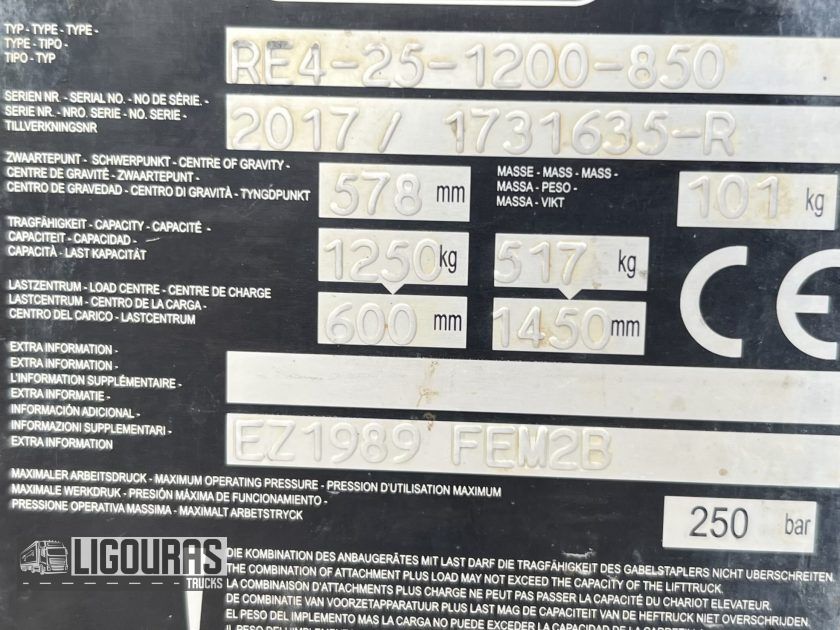 TYP - TYPE - TYPE -
TYPE - TIPO -
TIPO - TYP
RE4-25-1200-850
SERIEN NR. - SERIAL NO. - NO DE SÉRIE. -
SERIE NR. - NRO. SERIE - NO. SERIE -
TILLVERKNINGSNR
2017 / 1731635-R
ZWAARTEPUNT - SCHWERPUNKT - CENTRE OF GRAVITY -
CENTRE DE GRAVITÉ - ZWAARTEPUNT -
CENTRO DE GRAVEDAD - CENTRO DI GRAVITÀ - TYNGDPUNKT
578 mm
MASSE - MASS - MASS -
MASSA - PESO -
MASSA - VIKT
101 kg
TRAGFÄHIGKEIT - CAPACITY - CAPACITÉ -
CAPACITEIT - CAPACIDAD -
CAPACITÀ - LAST KAPACITÄT
1250 kg 517 kg
LASTZENTRUM - LOAD CENTRE - CENTRE DE CHARGE
LASTCENTRUM - CENTRO DE LA CARGA -
CENTRO DEL CARICO - LASTCENTRUM
600 mm 1450 mm
CE
EXTRA INFORMATION -
EXTRA INFORMATION -
L'INFORMATION SUPPLÉMENTAIRE -
EXTRA INFORMATIE -
INFORMACIÓN ADICIONAL -
INFORMAZIONI SUPPLEMENTARI -
EXTRA INFORMATION
EZ1989 FEM2B
MAXIMALER ARBEITSDRUCK - MAXIMUM OPERATING PRESSURE - PRESSION D'UTILISATION MAXIMUM
MAXIMALE WERKDRUK - PRESIÓN MÁXIMA DE FUNCIONAMIENTO -
PRESSIONE OPERATIVA MASSIMA - MAXIMALT ARBETSTRYCK
250 bar
LIGOURAS
TRUCKS
DIE KOMBINATION DES ANBAUGERÄTES MIT LAST DARF DIE TRAGFÄHIGKEIT DES GABELSTAPLERS NICHT ÜBERSCHREITEN.
THE COMBINATION OF ATTACHMENT PLUS LOAD MAY NOT EXCEED THE CAPACITY OF THE LIFTTRUCK.
LA COMBINAISON D'ATTACHEMENTS PLUS CHARGE NE PEUT PAS PASSER LA CAPACITÉ DU CHARIOT ELEVATEUR.
DE COMBINATIE VAN VOORZETAPPARATUUR PLUS LAST MAG DE CAPACITEIT VAN DE HEFTRUCK NIET OVERSCHRIJDEN.
EL PESO DEL IMPLEMENTO MAS LA CARGA NO PUEDE EXCEDER LA CAPACIDAD DE LA
IL PESO